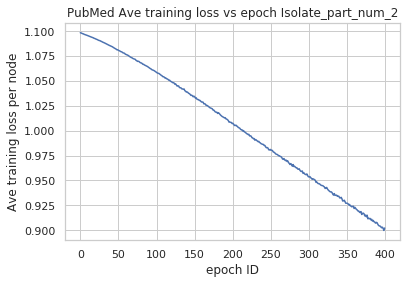 PubMed Ave training loss vs epoch Isolate_part_num_2
Ave training loss per node
1.100
1.075
1.050
1.025
1.000
0.975
0.950
0.925
0.900
0 50 100 150 200 250 300 350 400
epoch ID